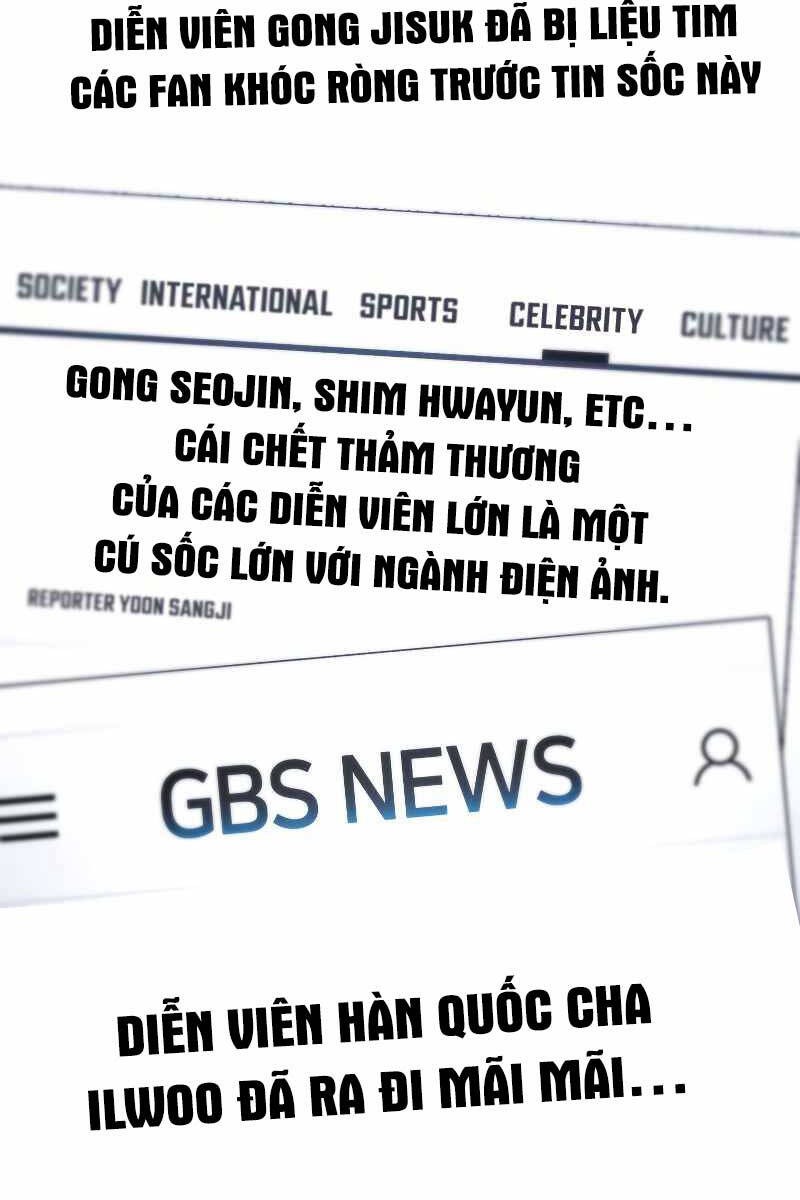 DIỄN VIÊN GONG JISUK ĐÃ BỊ LIỆU TIM
CÁC FAN KHÓC RÒNG TRƯỚC TIN SỐC NÀY
SOCIETY INTERNATIONAL SPORTS CELEBRITY CULTURE
GONG SEOJIN, SHIM HWAYUN, ETC...
CÁI CHẾT THẢM THƯƠNG
CỦA CÁC DIỄN VIÊN LỚN LÀ MỘT
CÚ SỐC LỚN VỚI NGÀNH ĐIỆN ẢNH.
REPORTER YOON SANGJI
GBS NEWS
DIỄN VIÊN HÀN QUỐC CHA
ILWOO ĐÃ RA ĐI MÃI MÃI...